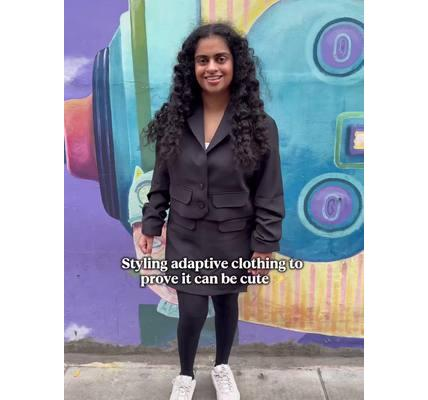 Styling adaptive clothing to
prove it can be cute